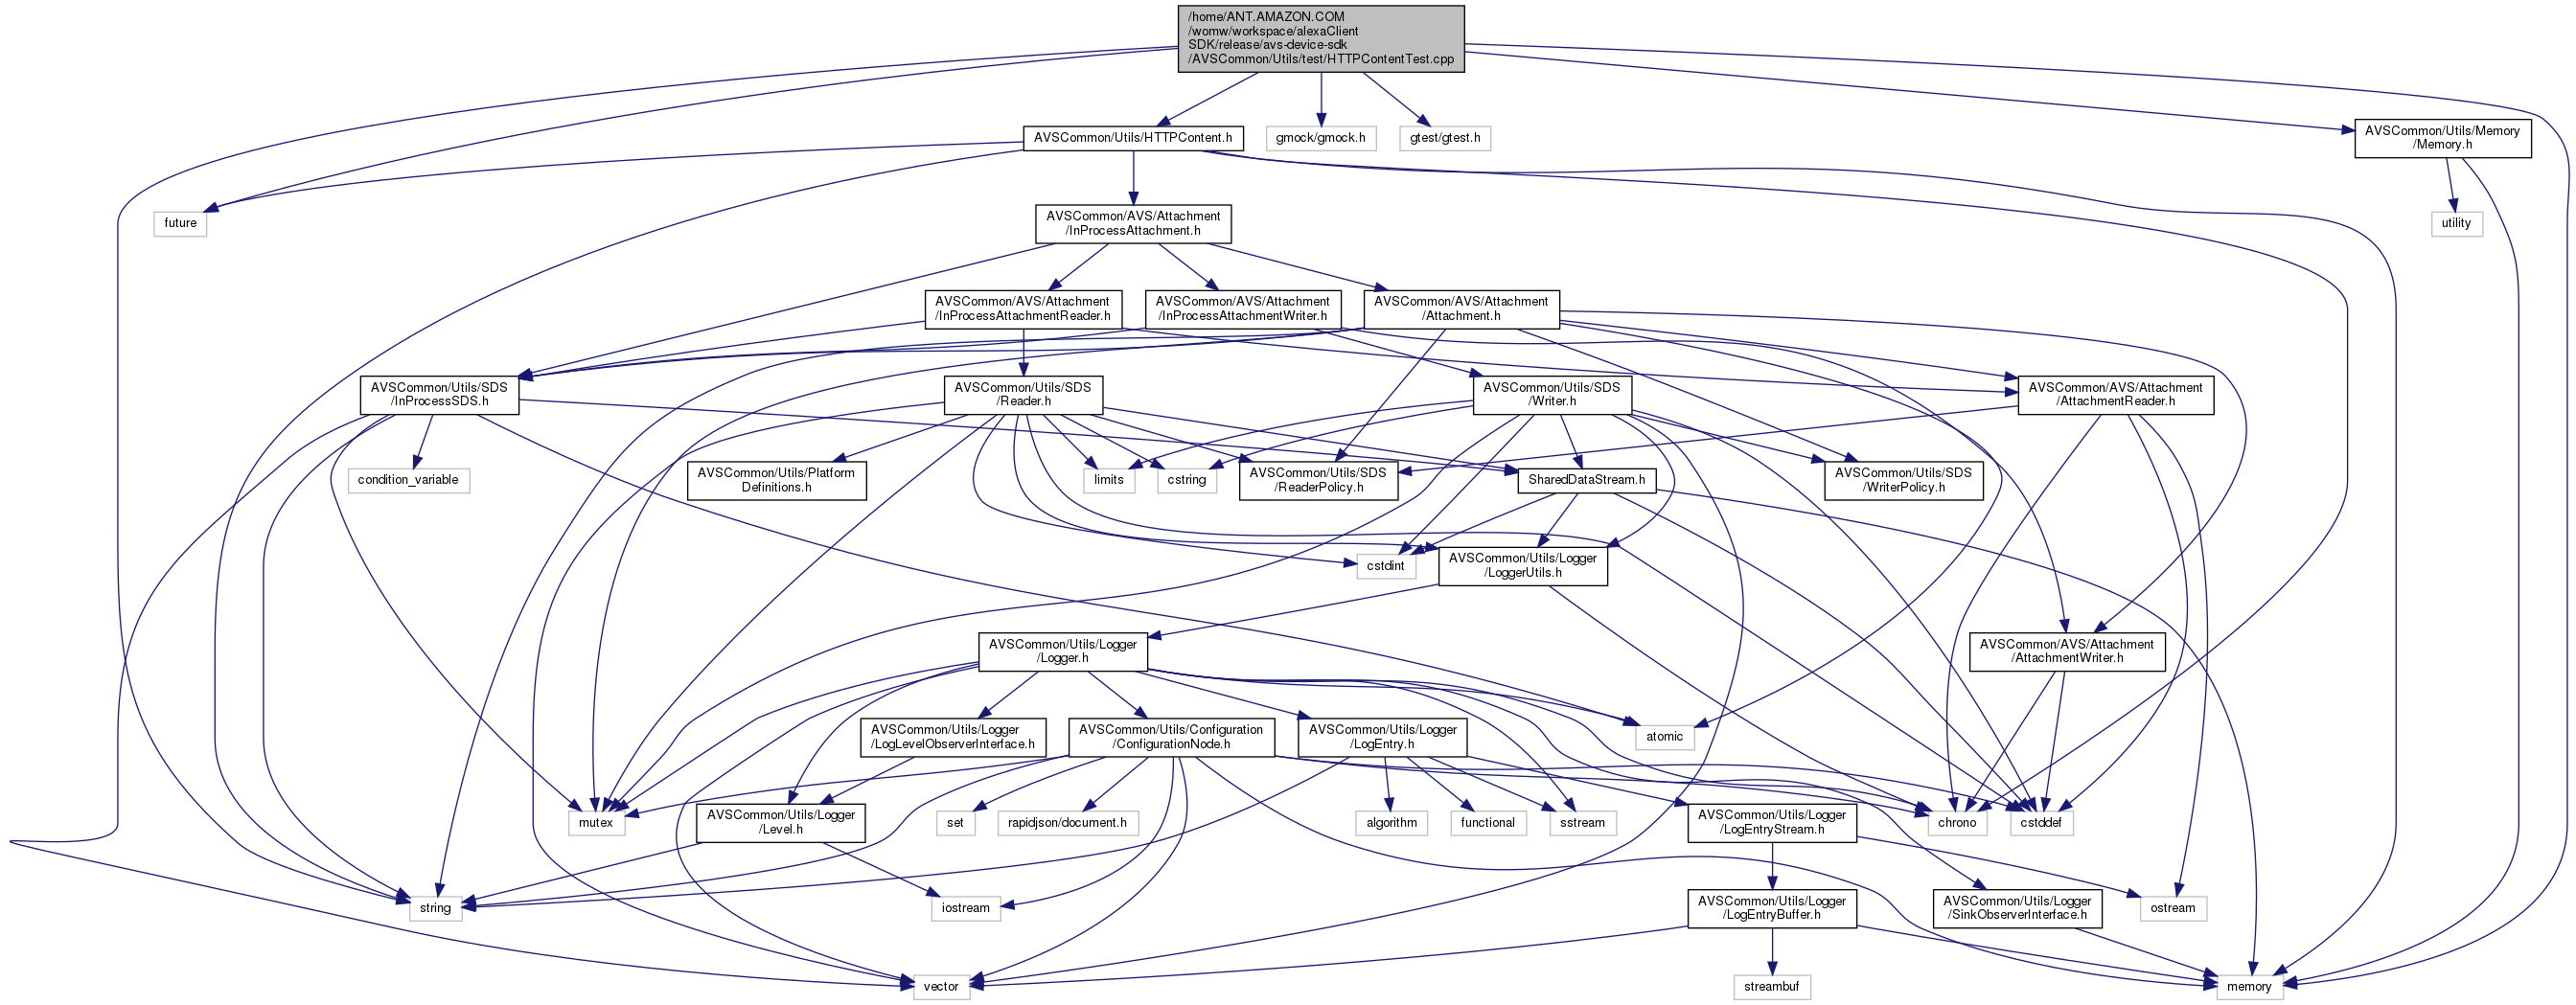 /home/ANT.AMAZON.COM
/womw/workspace/alexaClient
SDK/release/avs-device-sdk
/AVSCommon/Utils/test/HTTPContentTest.cpp
AVSCommon/Utils/HTTPContent.h
gmock/gmock.h
gtest/gtest.h
AVSCommon/Utils/Memory
/Memory.h
future
AVSCommon/AVS/Attachment
/InProcessAttachment.h
utility
AVSCommon/AVS/Attachment
/InProcessAttachmentReader.h
AVSCommon/AVS/Attachment
/InProcessAttachmentWriter.h
AVSCommon/AVS/Attachment
/Attachment.h
AVSCommon/Utils/SDS
/InProcessSDS.h
AVSCommon/Utils/SDS
/Reader.h
AVSCommon/Utils/SDS
/Writer.h
AVSCommon/AVS/Attachment
/AttachmentReader.h
condition_variable
AVSCommon/Utils/Platform
Definitions.h
limits
cstring
AVSCommon/Utils/SDS
/ReaderPolicy.h
SharedDataStream.h
AVSCommon/Utils/SDS
/WriterPolicy.h
cstdint
AVSCommon/Utils/Logger
/LoggerUtils.h
AVSCommon/Utils/Logger
/Logger.h
AVSCommon/AVS/Attachment
/AttachmentWriter.h
AVSCommon/Utils/Logger
/LogLevelObserverInterface.h
AVSCommon/Utils/Configuration
/ConfigurationNode.h
AVSCommon/Utils/Logger
/LogEntry.h
atomic
mutex
AVSCommon/Utils/Logger
/Level.h
set
rapidjson/document.h
algorithm
functional
sstream
AVSCommon/Utils/Logger
/LogEntryStream.h
chrono
cstddef
string
iostream
AVSCommon/Utils/Logger
/LogEntryBuffer.h
AVSCommon/Utils/Logger
/SinkObserverInterface.h
ostream
vector
streambuf
memory